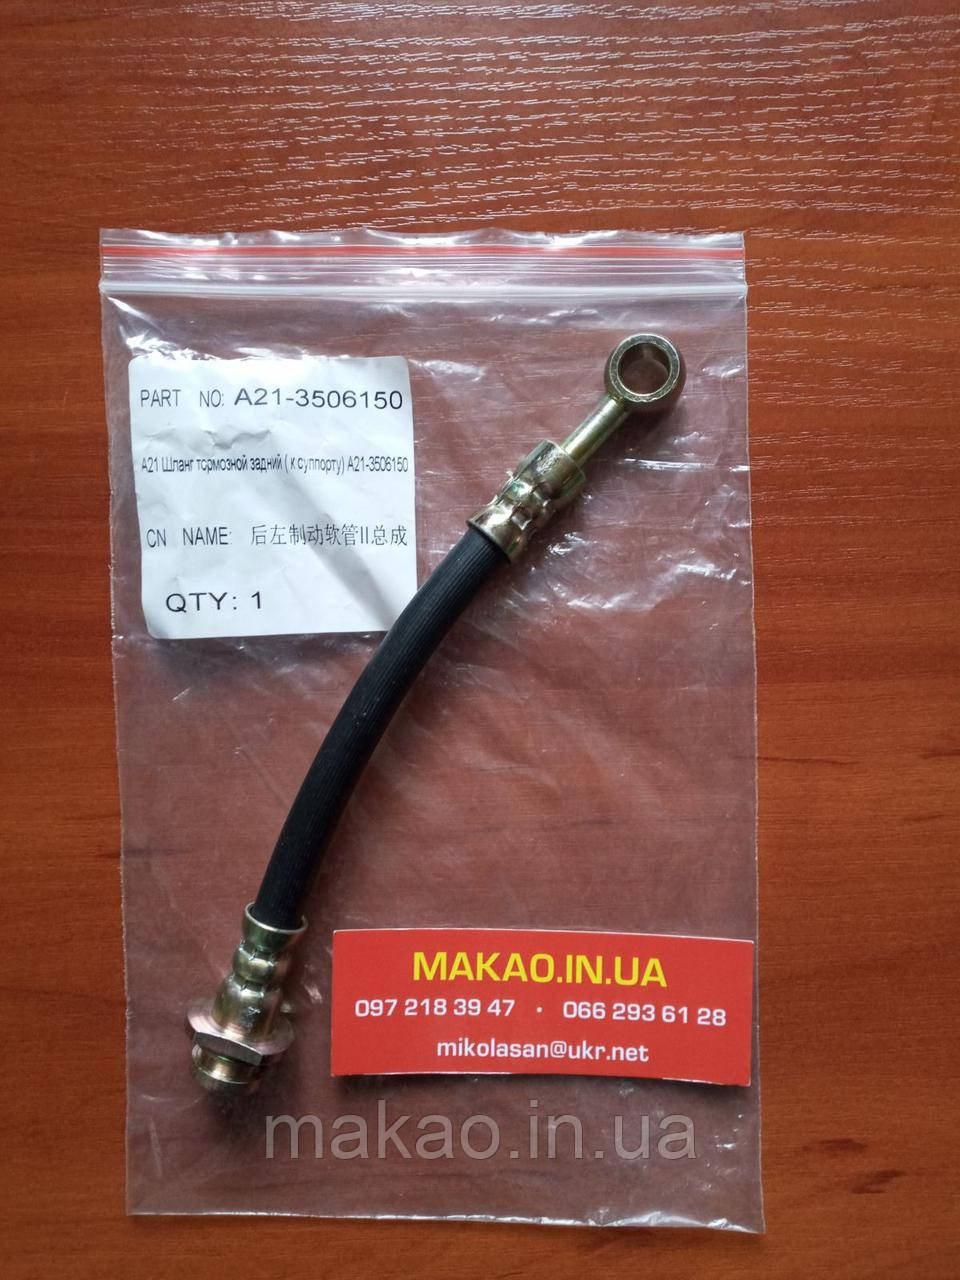 PART NO: A21-3506150
A21 Шланг тормозной задний ( к суппорту) A21-3506150
CN NAME: 后左制动软管II总成
QTY: 1
MAKAO.IN.UA
097 218 39 47 · 066 293 61 28
mikolasan@ukr.net
makao.in.ua